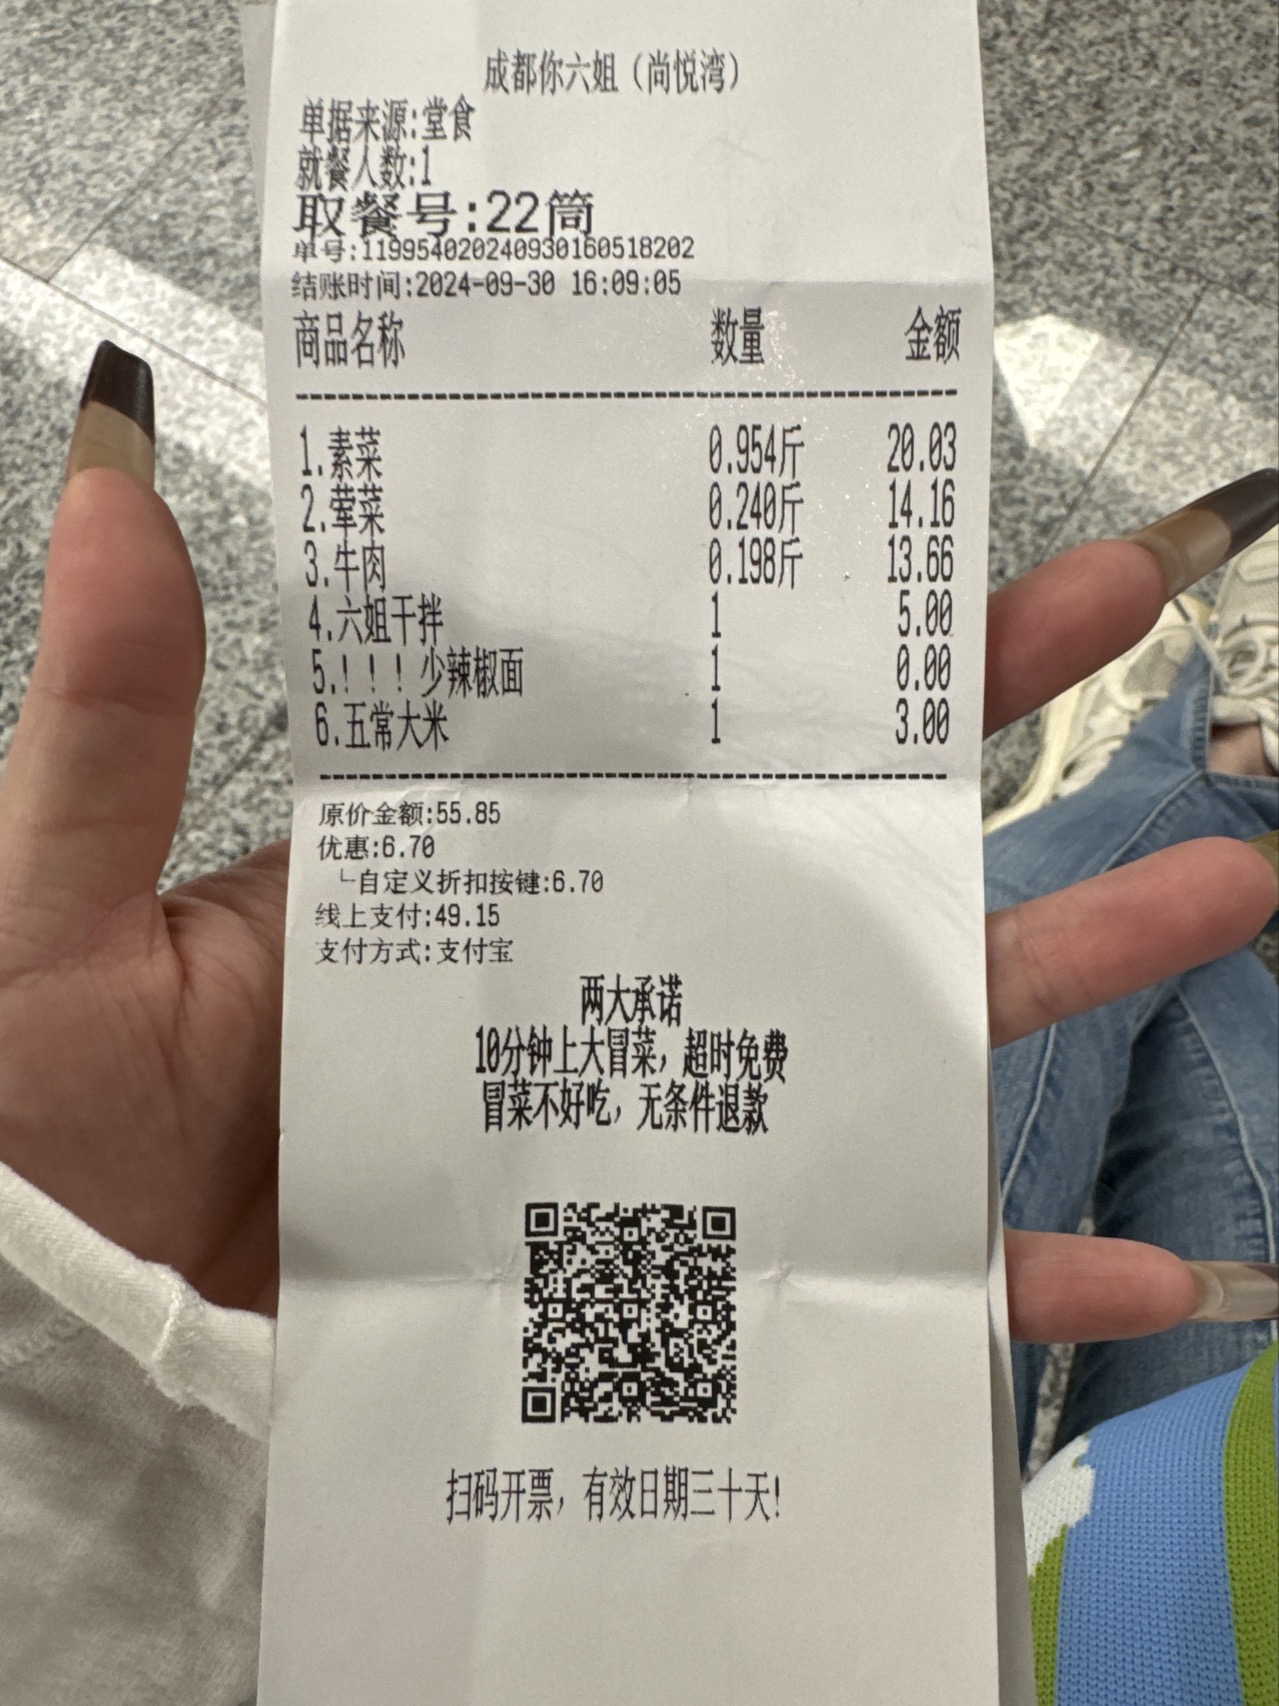 成都你六姐（尚悦湾）
单据来源:堂食
就餐人数:1
取餐号:22筒
单号:119954020240930160518202
结账时间:2024-09-30 16:09:05
商品名称 数量 金额
1.素菜 0.954斤 20.03
2.荤菜 0.240斤 14.16
3.牛肉 0.198斤 13.66
4.六姐干拌 1 5.00
5.！！！少辣椒面 1 0.00
6.五常大米 1 3.00
原价金额:55.85
优惠:6.70
└自定义折扣按键:6.70
线上支付:49.15
支付方式:支付宝
两大承诺
10分钟上大冒菜，超时免费
冒菜不好吃，无条件退款
扫码开票，有效日期三十天!